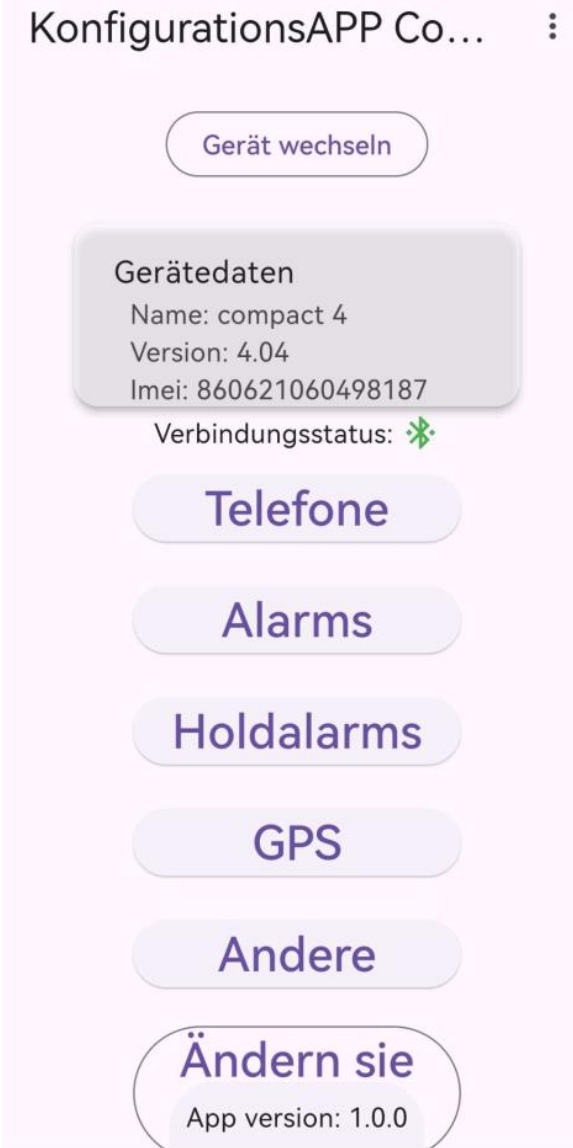 KonfigurationsAPP Co...
Gerät wechseln
Gerätedaten
Name: compact 4
Version: 4.04
Imei: 860621060498187
Verbindungsstatus:
Telefone
Alarms
Holdalarms
GPS
Andere
Ändern sie
App version: 1.0.0